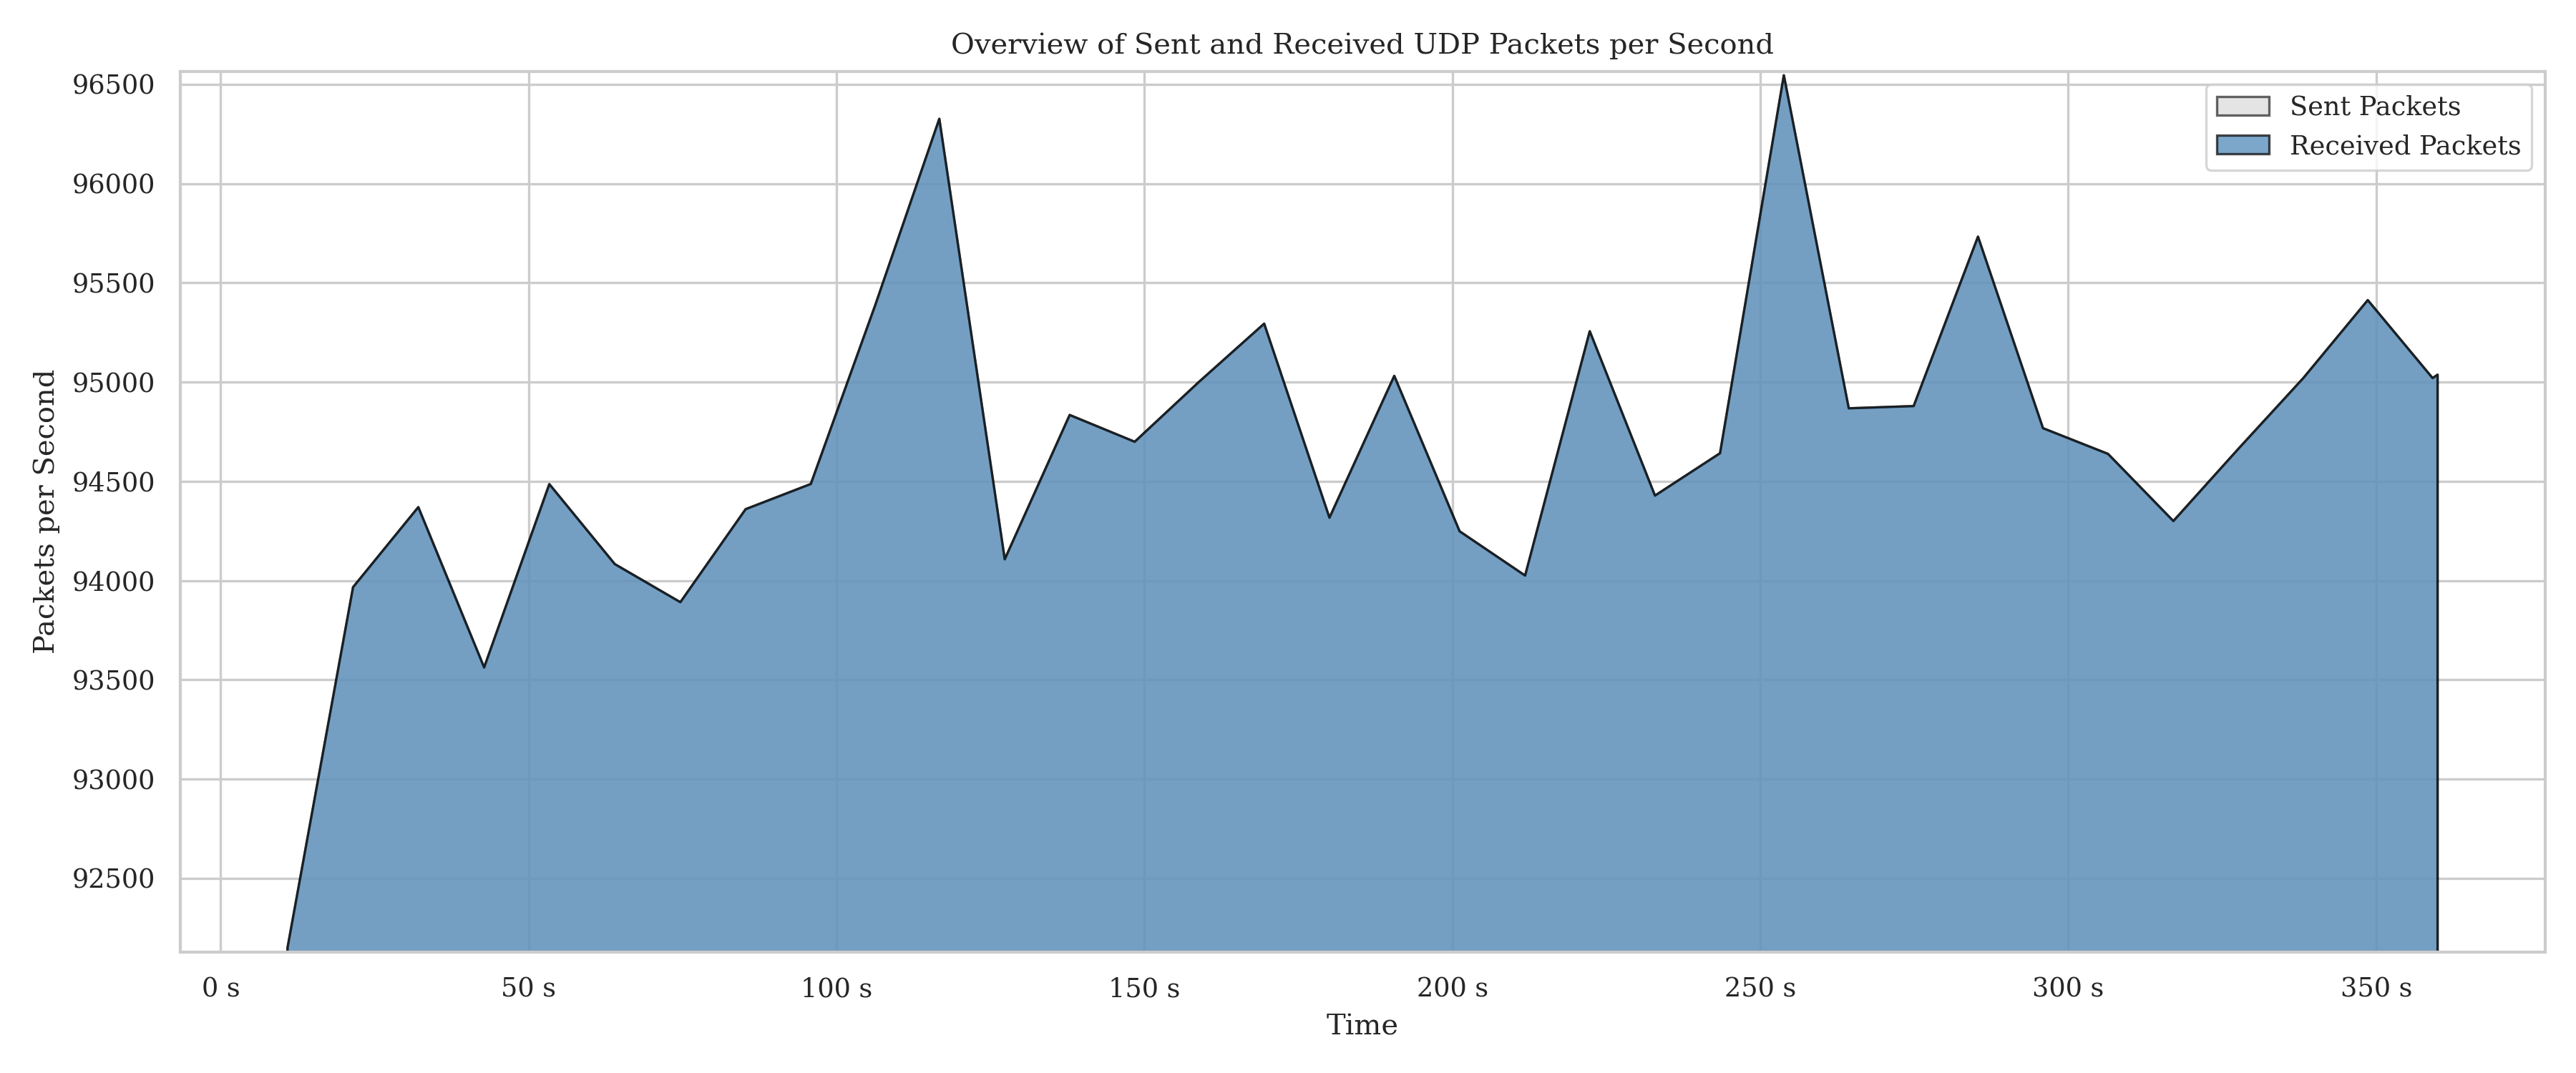 Overview of Sent and Received UDP Packets per Second
96500
96000
95500
95000
94500
94000
93500
93000
92500
Packets per Second
Sent Packets
Received Packets
0 s
50 s
100 s
150 s
200 s
250 s
300 s
350 s
Time